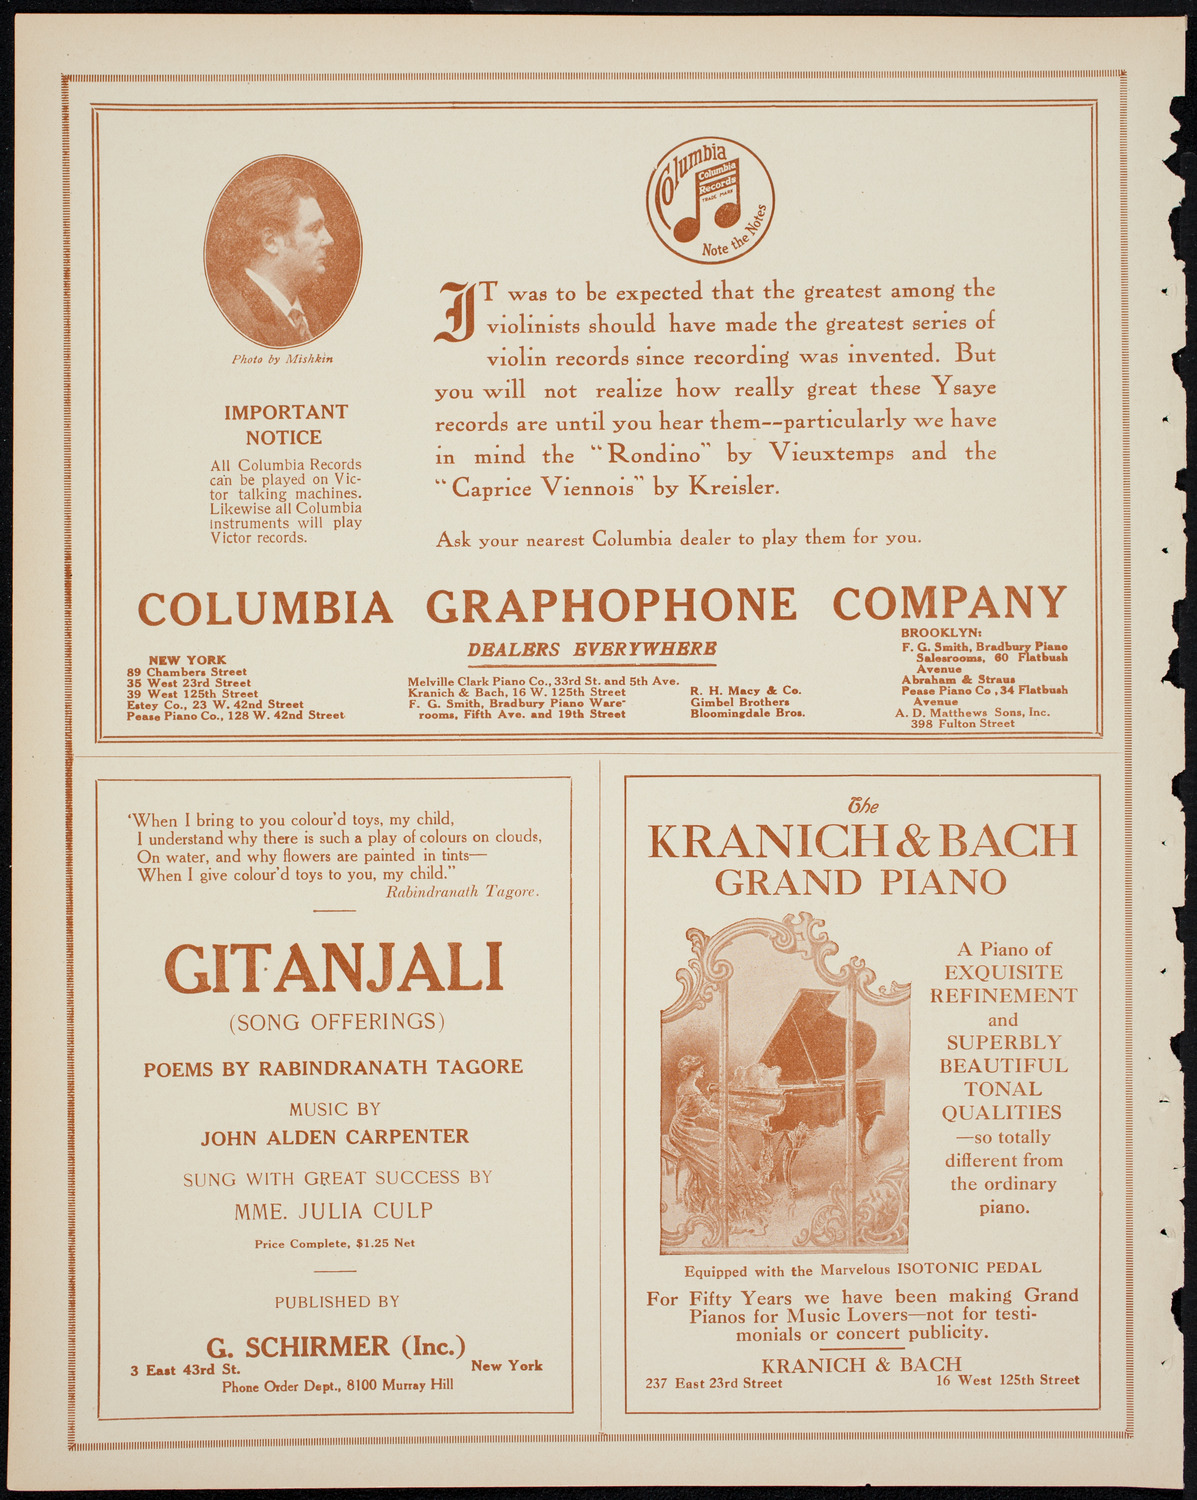 Columbia
Columbia
Records
TRADE MARK
Note the Notes
Photo by Mishkin
IMPORTANT
NOTICE
All Columbia Records
can be played on Vic-
tor talking machines.
Likewise all Columbia
instruments will play
Victor records.
IT was to be expected that the greatest among the
violinists should have made the greatest series of
violin records since recording was invented. But
you will not realize how really great these Ysaye
records are until you hear them--particularly we have
in mind the "Rondino" by Vieuxtemps and the
"Caprice Viennois" by Kreisler.
Ask your nearest Columbia dealer to play them for you.
COLUMBIA GRAPHOPHONE COMPANY
DEALERS EVERYWHERE
NEW YORK
89 Chambers Street
35 West 23rd Street
39 West 125th Street
Estey Co., 23 W. 42nd Street
Pease Piano Co., 128 W. 42nd Street
Melville Clark Piano Co., 33rd St. and 5th Ave.
Kranich & Bach, 16 W. 125th Street
F. G. Smith, Bradbury Piano Ware-
rooms, Fifth Ave. and 19th Street
R. H. Macy & Co.
Gimbel Brothers
Bloomingdale Bros.
BROOKLYN:
F. G. Smith, Bradbury Piano
Salesrooms, 60 Flatbush
Avenue
Abraham & Straus
Pease Piano Co , 34 Flatbush
Avenue
A. D. Matthews Sons, Inc.
398 Fulton Street
'When I bring to you colour'd toys, my child,
I understand why there is such a play of colours on clouds,
On water, and why flowers are painted in tints—
When I give colour'd toys to you, my child."
Rabindranath Tagore.
GITANJALI
(SONG OFFERINGS)
POEMS BY RABINDRANATH TAGORE
MUSIC BY
JOHN ALDEN CARPENTER
SUNG WITH GREAT SUCCESS BY
MME. JULIA CULP
Price Complete, $1.25 Net
PUBLISHED BY
G. SCHIRMER (Inc.)
3 East 43rd St. New York
Phone Order Dept., 8100 Murray Hill
The
KRANICH & BACH
GRAND PIANO
A Piano of
EXQUISITE
REFINEMENT
and
SUPERBLY
BEAUTIFUL
TONAL
QUALITIES
—so totally
different from
the ordinary
piano.
Equipped with the Marvelous ISOTONIC PEDAL
For Fifty Years we have been making Grand
Pianos for Music Lovers—not for testi-
monials or concert publicity.
KRANICH & BACH
237 East 23rd Street 16 West 125th Street